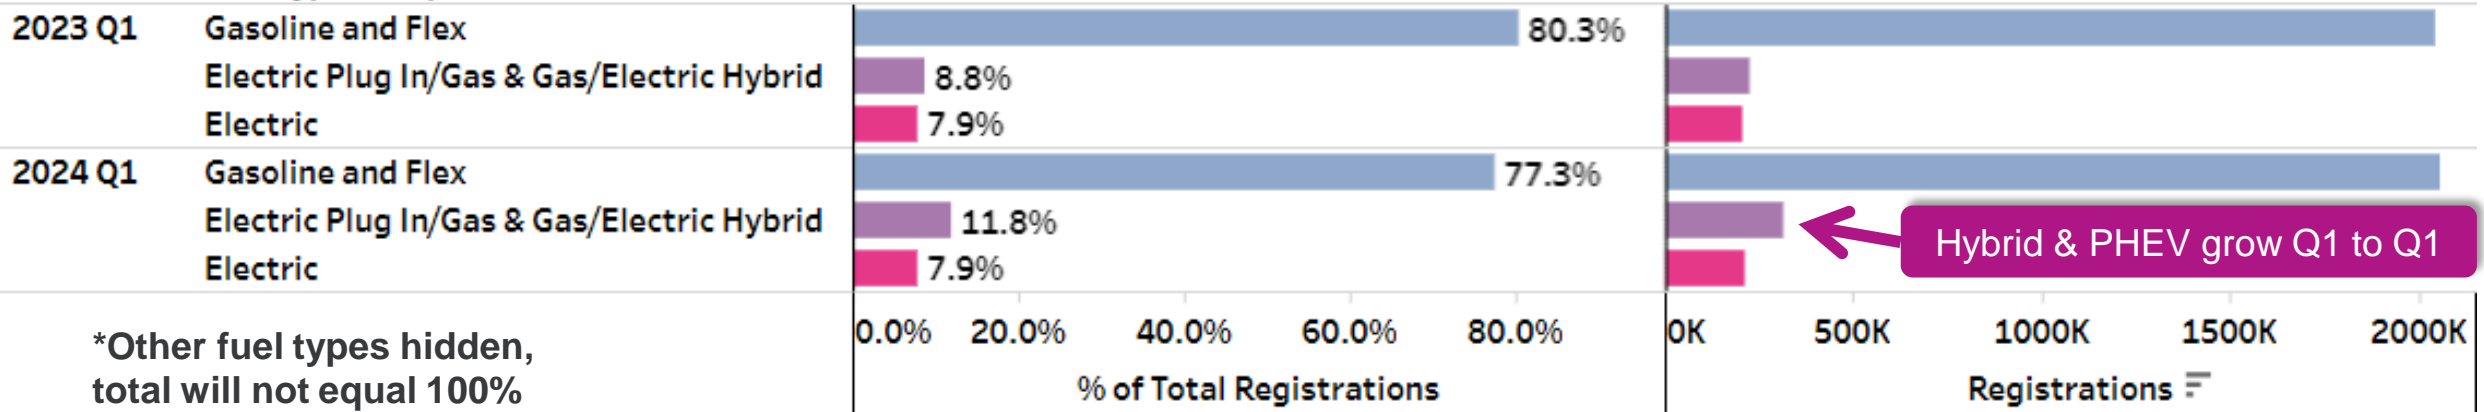 2023 Q1 Gasoline and Flex 80.3%
Electric Plug In/Gas & Gas/Electric Hybrid 8.8%
Electric 7.9%
2024 Q1 Gasoline and Flex 77.3%
Electric Plug In/Gas & Gas/Electric Hybrid 11.8%
Hybrid & PHEV grow Q1 to Q1
Electric 7.9%
0.0% 20.0% 40.0% 60.0% 80.0% 0K 500K 1000K 1500K 2000K
% of Total Registrations Registrations
*Other fuel types hidden,
total will not equal 100%